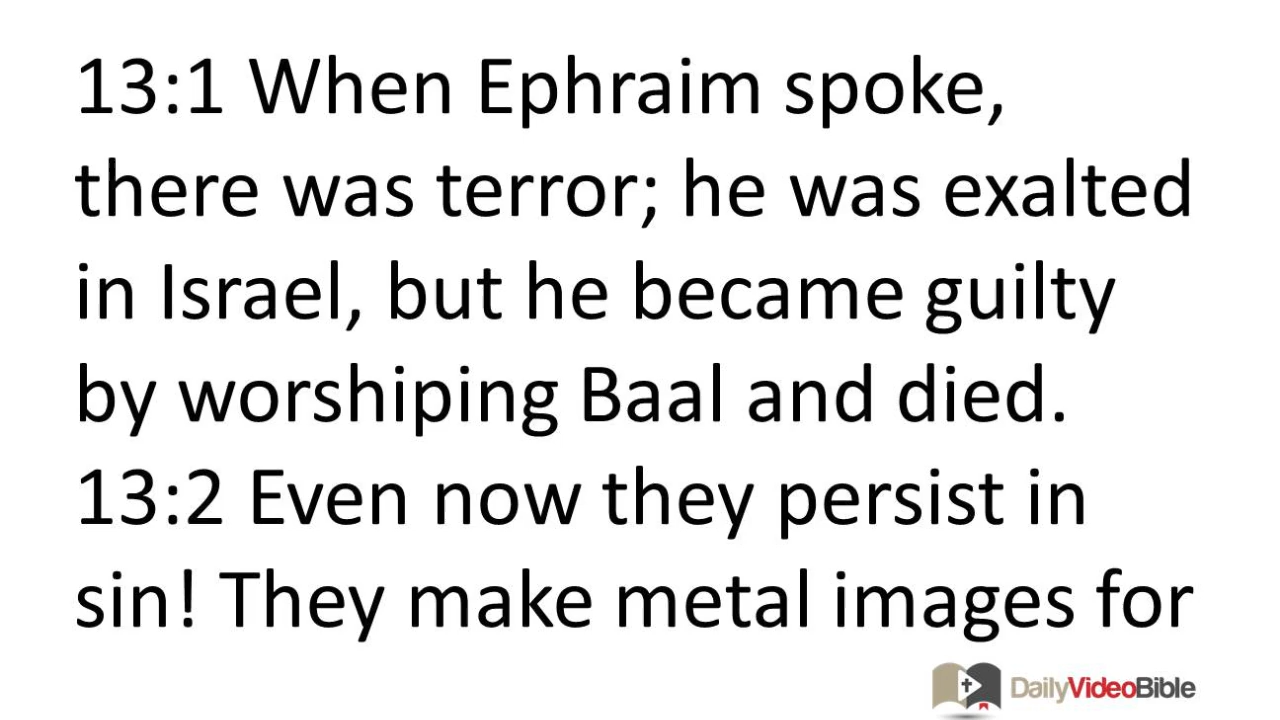 13:1 When Ephraim spoke,
there was terror; he was exalted
in Israel, but he became guilty
by worshiping Baal and died.
13:2 Even now they persist in
sin! They make metal images for
DailyVideoBible